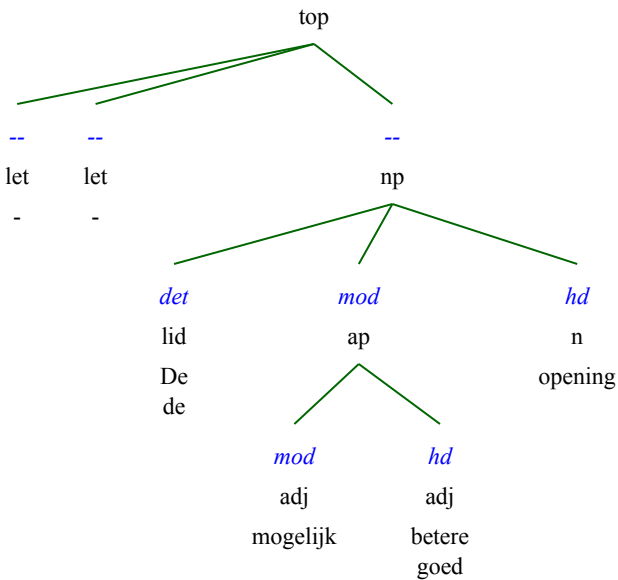 top
-- -- --
let let np
- -
det mod hd
lid ap n
De opening
de
mod hd
adj adj
mogelijk betere
goed